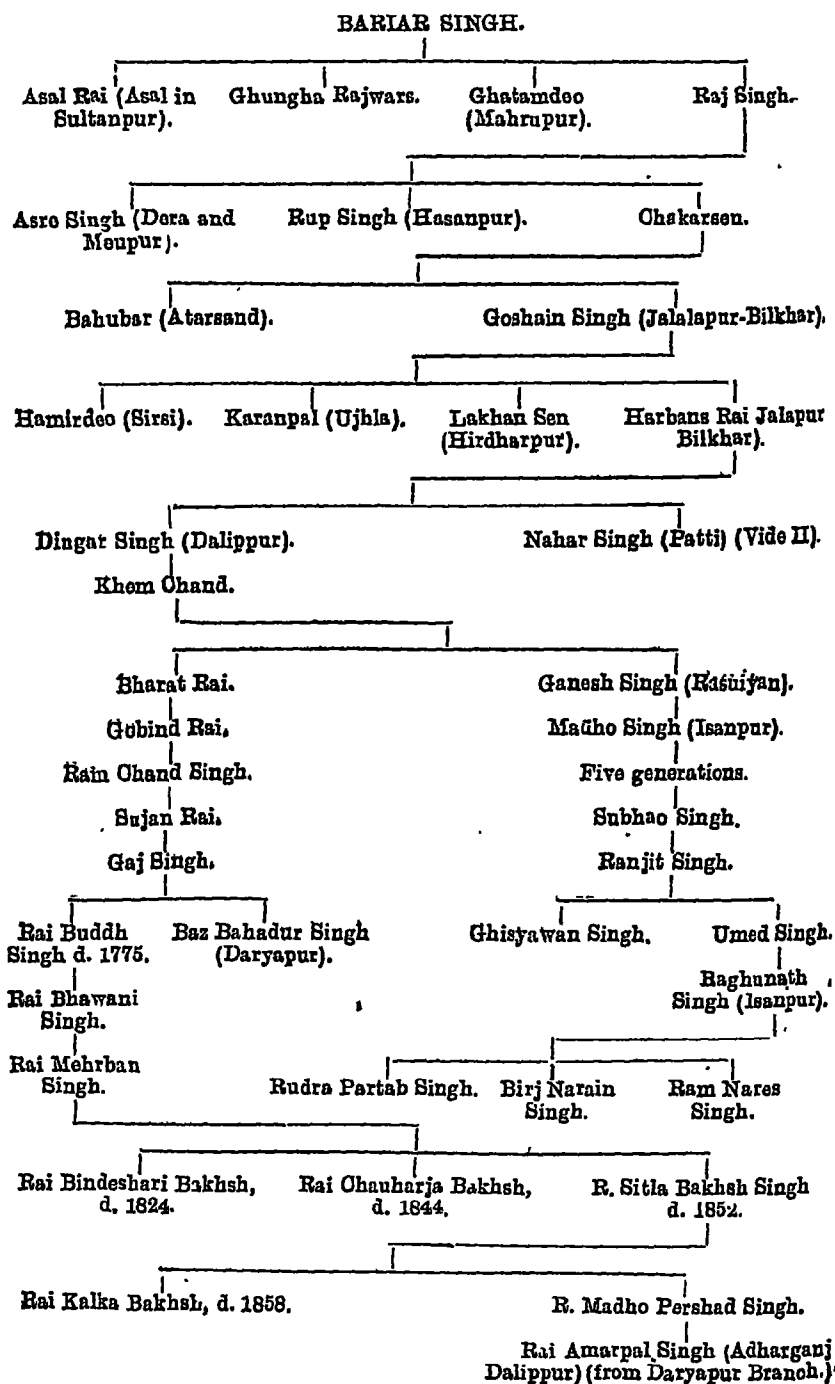 BARIAR SINGH.
Asal Rai (Asal in Sultanpur).
Ghungha Rajwars.
Ghatamdeo (Mahrupur).
Raj Singh.
Asre Singh (Dera and Meupur).
Rup Singh (Hasanpur).
Chakarsen.
Bahubar (Atarsand).
Goshain Singh (Jalalapur-Bilkhar).
Hamirdeo (Sirsi).
Karanpal (Ujhla).
Lakhan Sen (Hirdharpur).
Harbans Rai Jalapur Bilkhar).
Dingar Singh (Dalippur).
Nahar Singh (Patti) (Vide II).
Khem Chand.
Bharat Rai.
Ganesh Singh
Gobind Rai.
Madho Singh (Isanpur).
Ram Chand Singh.
Five generations.
Sujan Rai.
Subhao Singh.
Gaj Singh.
Ranjit Singh.
Rai Buddh Singh d. 1775.
Baz Bahadur Singh (Daryapur).
Ghisyawan Singh.
Umed Singh.
Rai Bhawani Singh.
Raghunath Singh (Isanpur).
Rai Mehrban Singh.
Rudra Partab Singh.
Birj Narain Singh.
Ram Nares Singh.
Rai Bindeshari Bakhsh, d. 1824.
Rai Chauharja Bakhsh, d. 1844.
R. Sitla Bakhsh Singh d. 1852.
Rai Kalka Bakhsh, d. 1858.
R. Madho Pershad Singh.
Rai Amarpal Singh (Adharganj Dalippur) (from Daryapur Branch.)